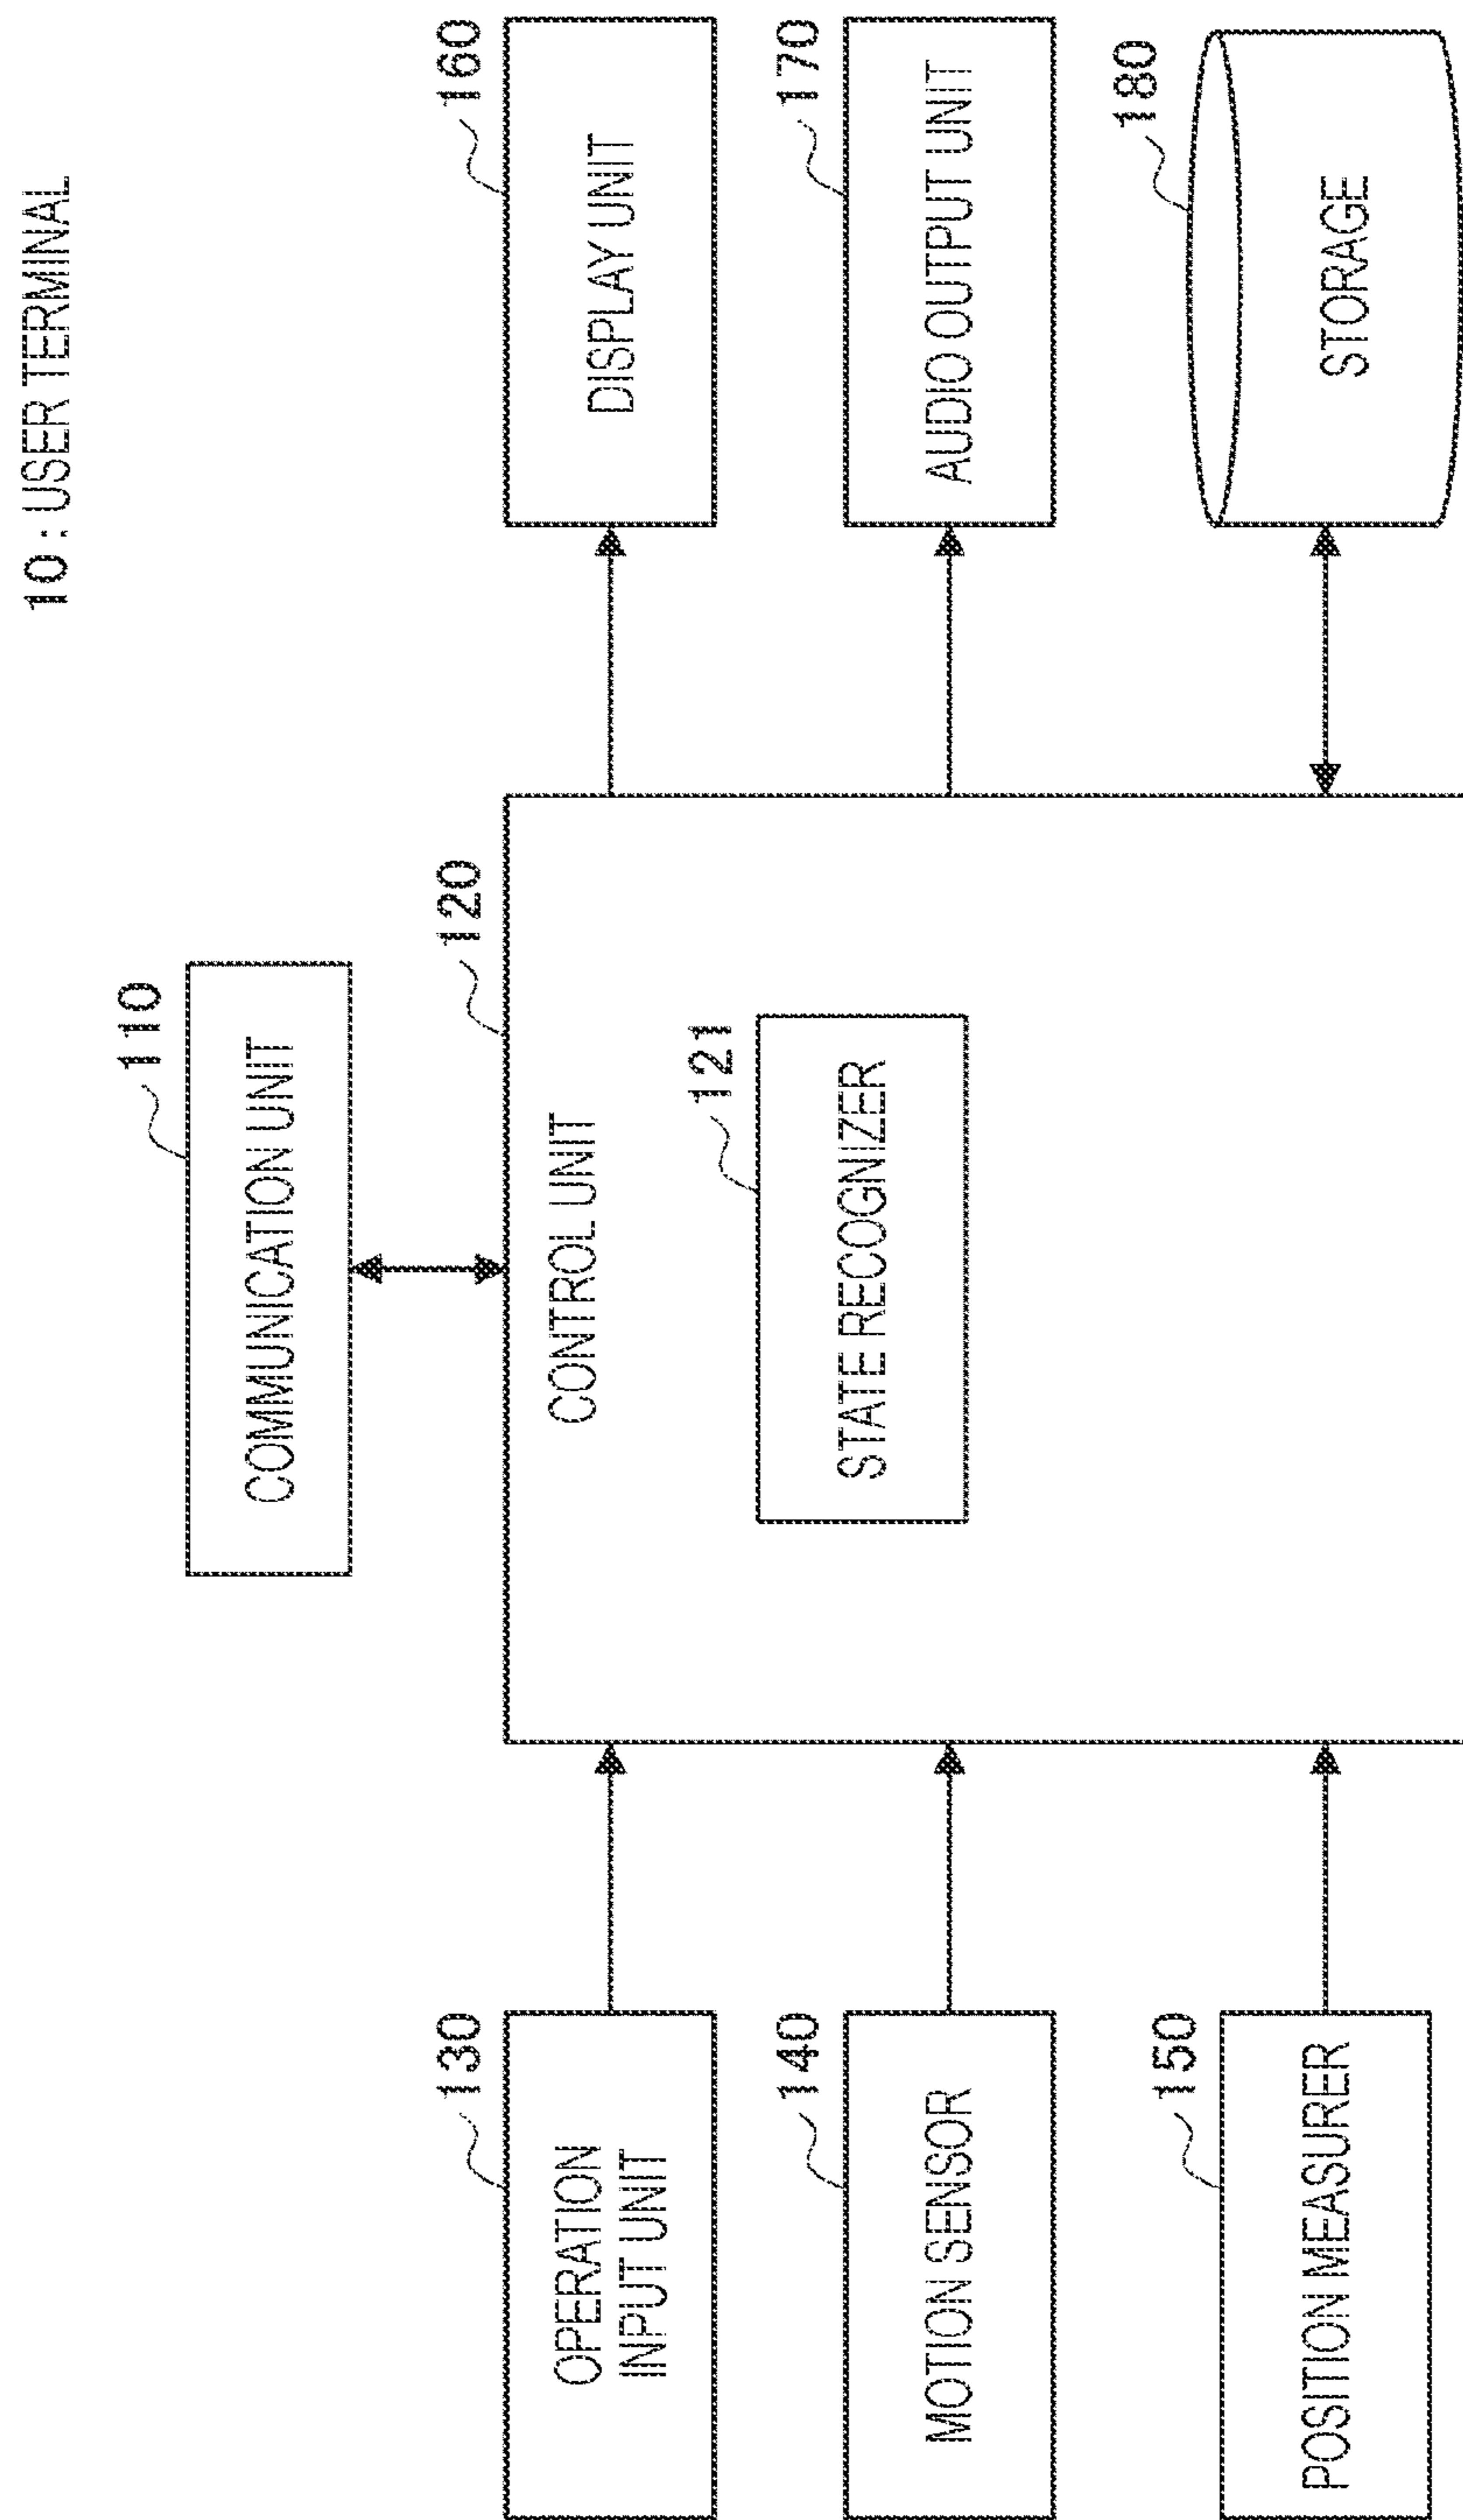 10: USER TERMINAL
110
COMMUNICATION UNIT
120
CONTROL UNIT
121
STATE RECOGNIZER
130
OPERATION
INPUT UNIT
140
MOTION SENSOR
150
POSITION MEASURER
160
DISPLAY UNIT
170
AUDIO OUTPUT UNIT
180
STORAGE